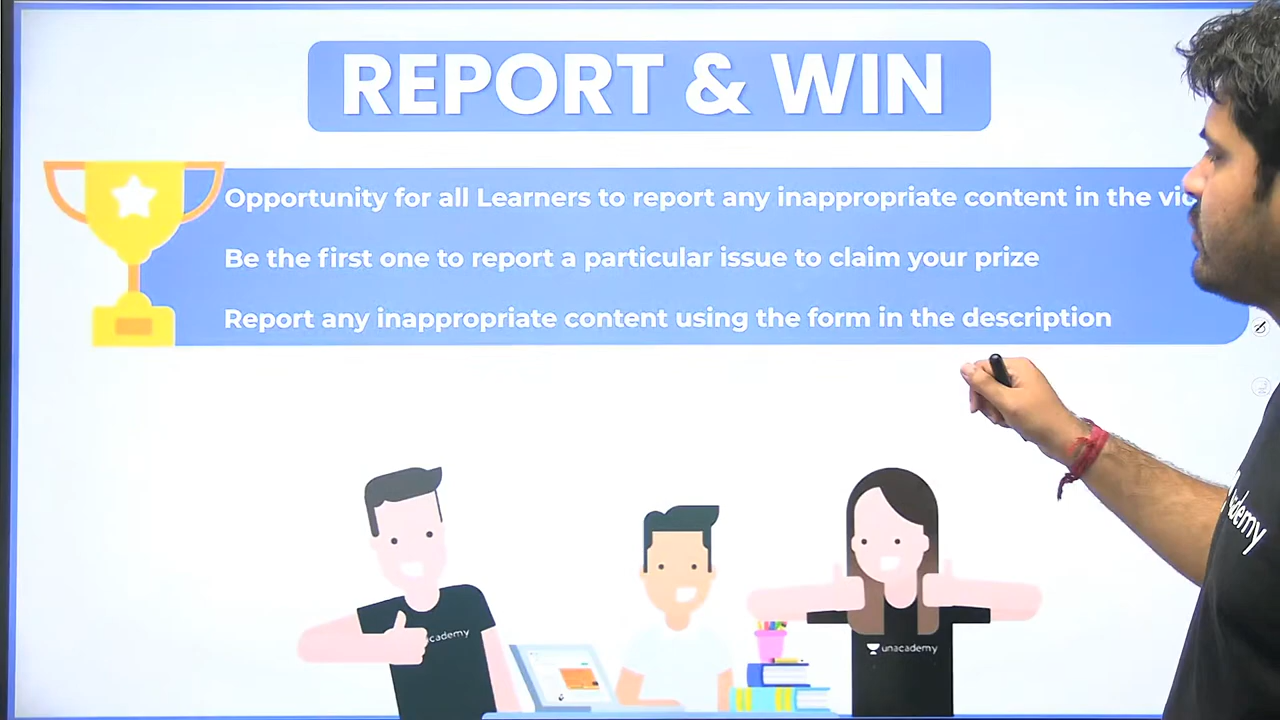 REPORT & WIN
Opportunity for all Learners to report any inappropriate content in the
Be the first one to report a particular issue to claim your prize
Report any inappropriate content using the form in the description
unacademy